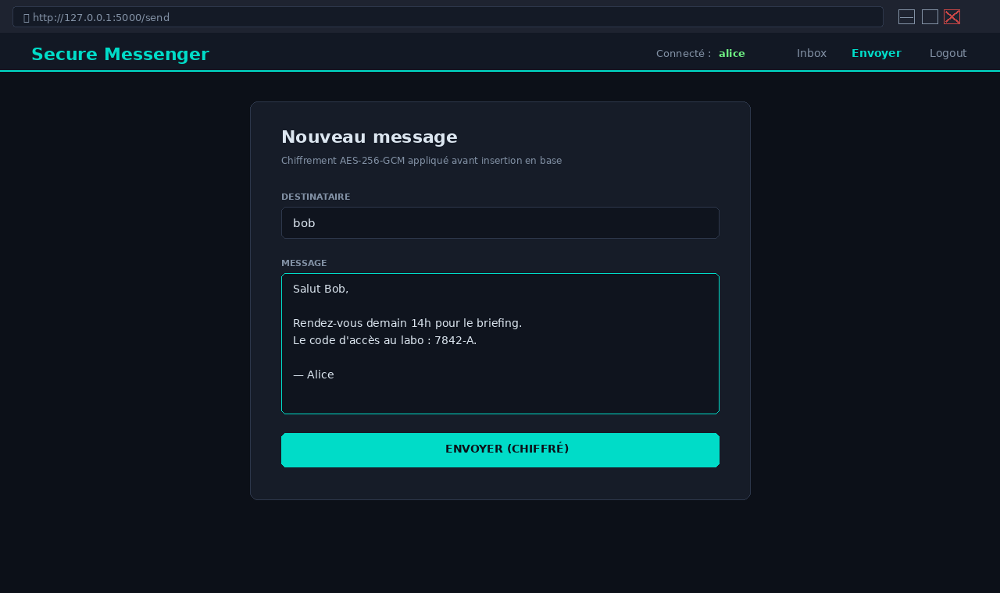 http://127.0.0.1:5000/send
Secure Messenger
Connecté : alice
Inbox
Envoyer
Logout
Nouveau message
Chiffrement AES-256-GCM appliqué avant insertion en base
DESTINATAIRE
bob
MESSAGE
Salut Bob,
Rendez-vous demain 14h pour le briefing.
Le code d'accès au labo : 7842-A.
— Alice
ENVOYER (CHIFFRÉ)